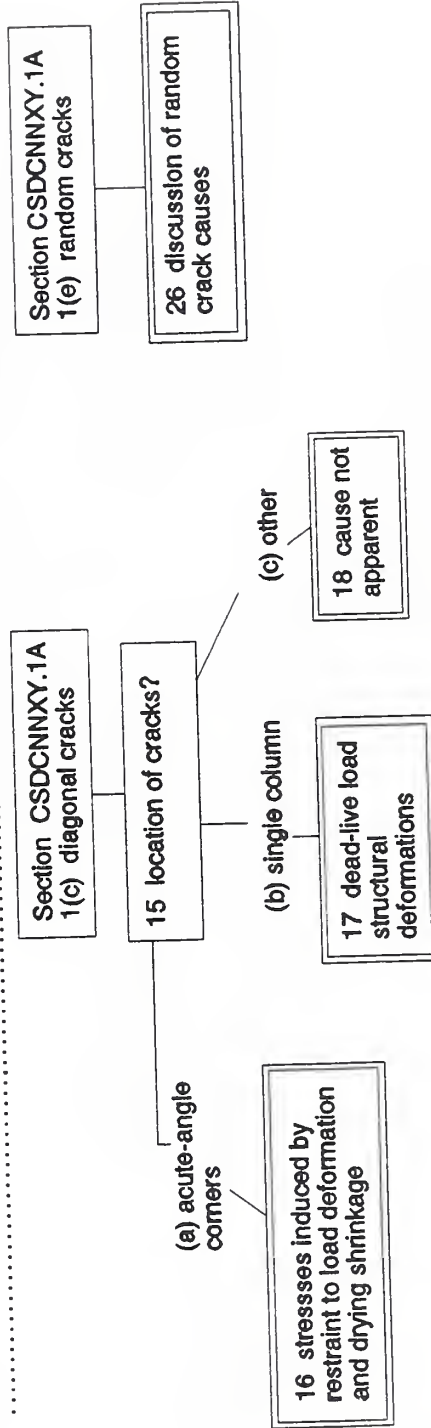 Section CSDCNNXY.1A
1(c) diagonal cracks
15 location of cracks?
(a) acute-angle
corners
16 stressses induced by
restraint to load deformation
and drying shrinkage
(b) single column
17 dead-live load
structural
deformations
(c) other
18 cause not
apparent
Section CSDCNNXY.1A
1(e) random cracks
26 discussion of random
crack causes